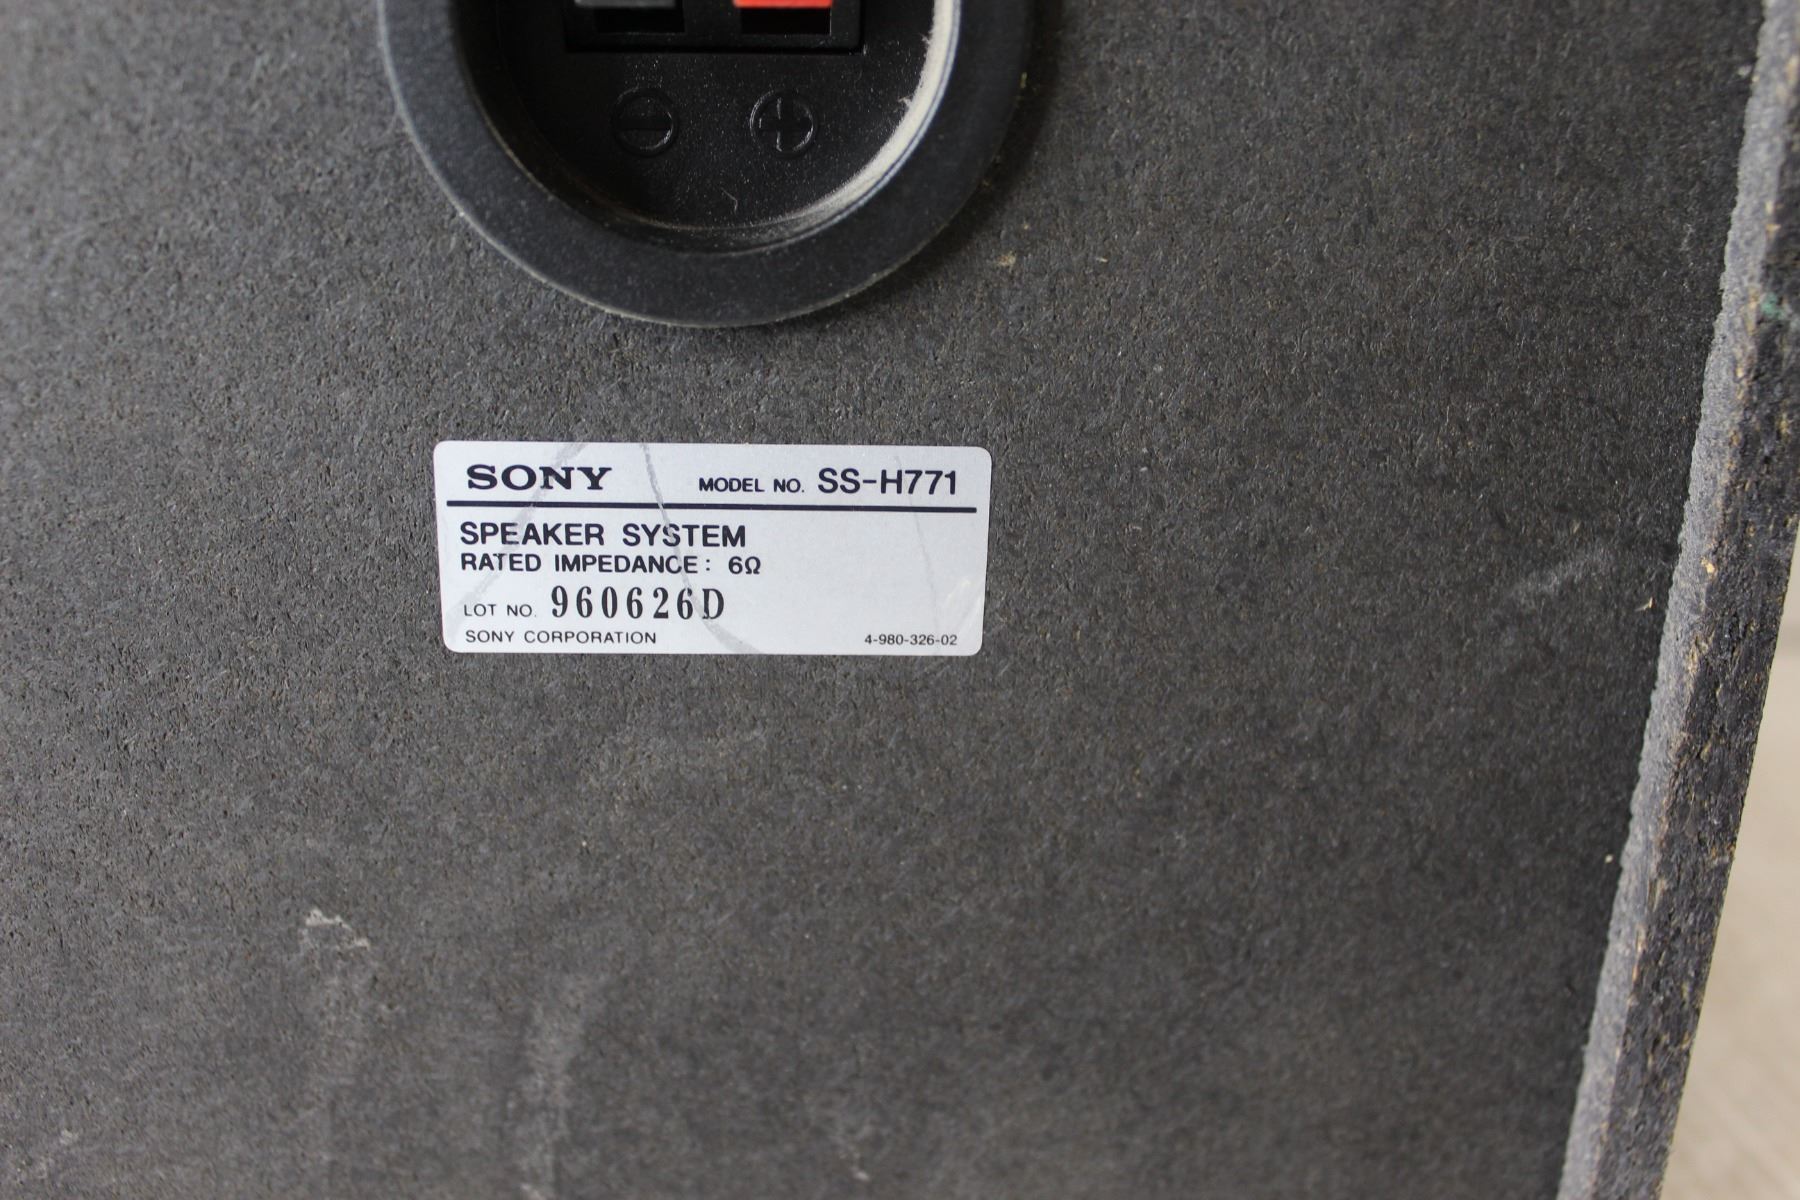 − +
SONY MODEL NO. SS-H771
SPEAKER SYSTEM
RATED IMPEDANCE: 6Ω
LOT NO. 960626D
SONY CORPORATION 4-980-326-02